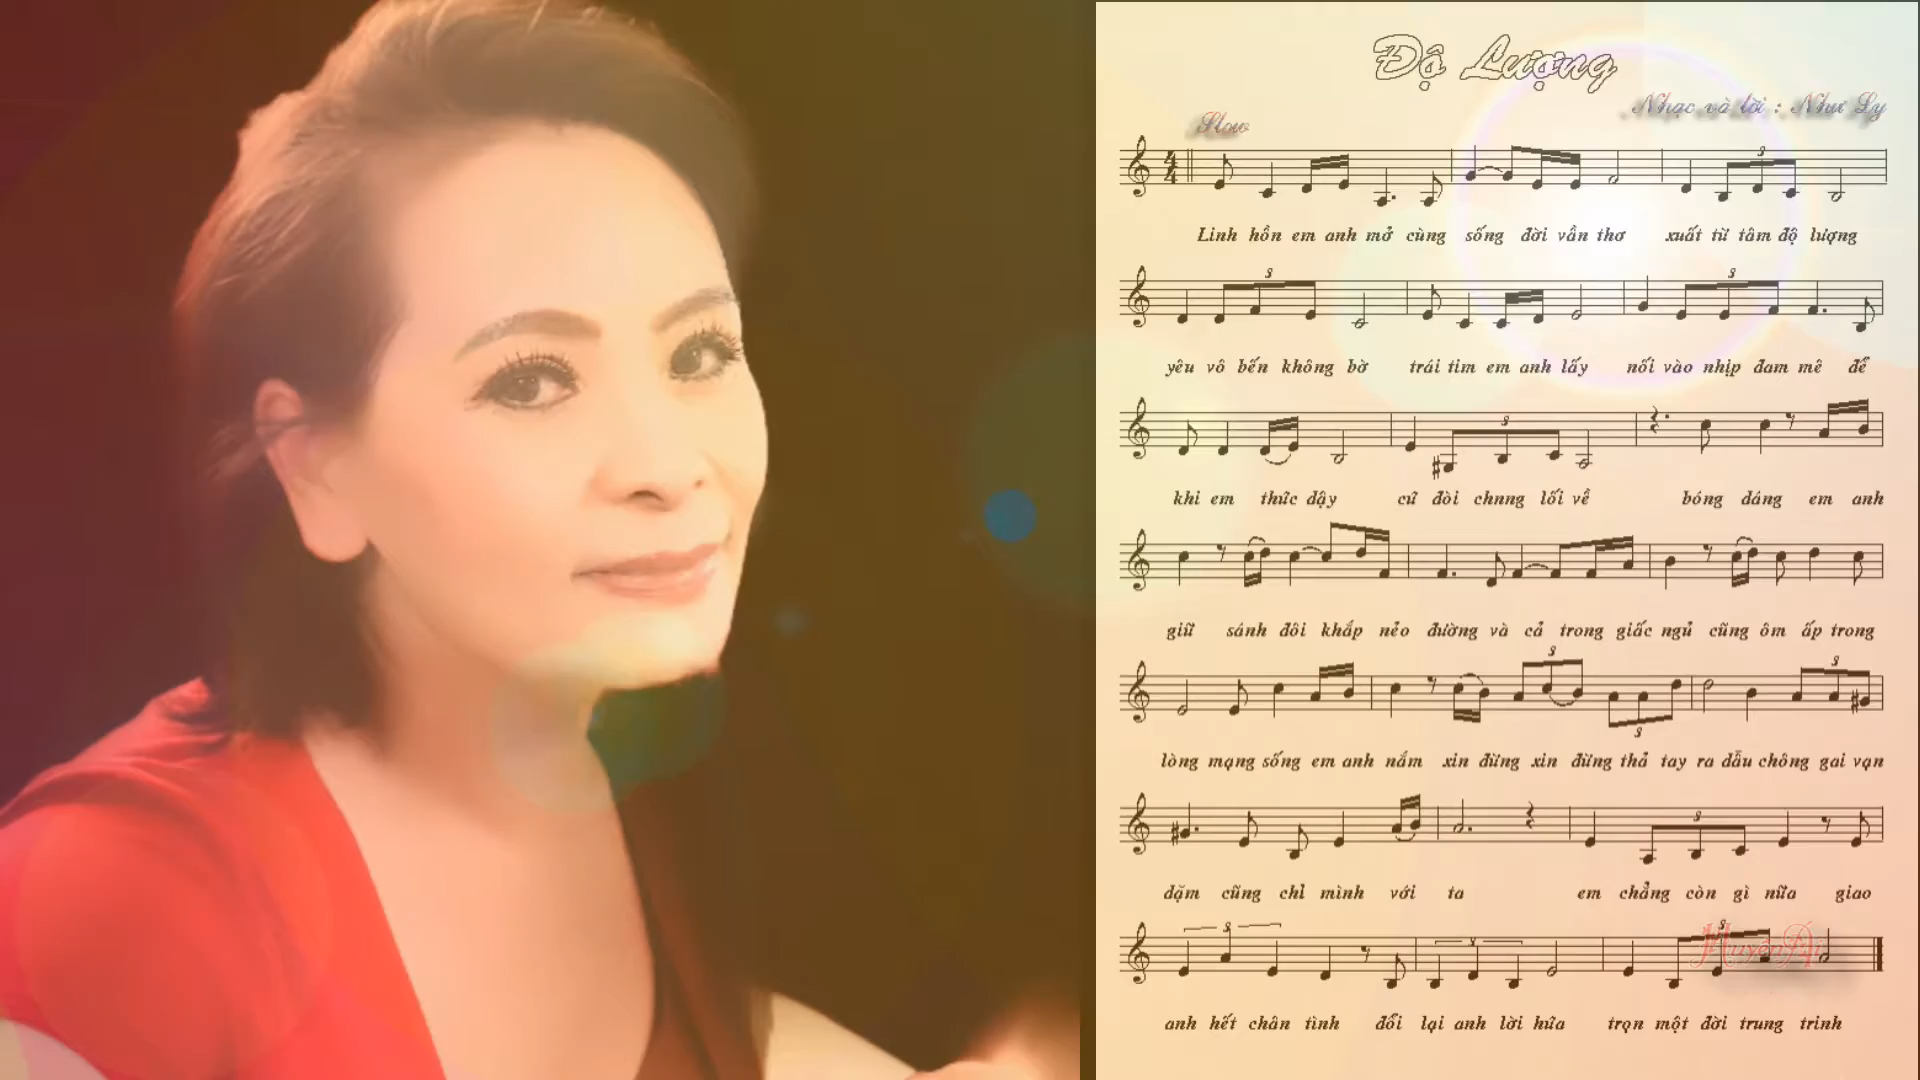 Độ Lượng
Nhạc và lời : Như Ly
Slow
Linh hồn em anh mở cùng sống đời vần thơ xuất từ tâm độ lượng
yêu vô bến không bờ trái tim em anh lấy nối vào nhịp đam mê để
khi em thức dậy cứ đòi chnng lối về bóng dáng em anh
giữ sánh đôi khắp nẻo đường và cả trong giấc ngủ cũng ôm ấp trong
lòng mạng sống em anh nắm xin đừng xin đừng thả tay ra dẫu chông gai vạn
dặm cũng chỉ mình với ta em chẳng còn gì nữa giao
anh hết chân tình đổi lại anh lời hứa trọn một đời trung trinh